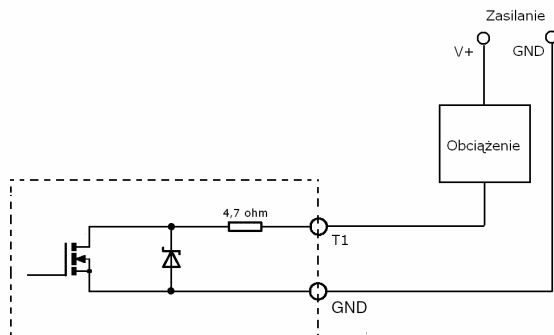 Zasilanie
V+
GND
Obciążenie
4,7 ohm
T1
GND